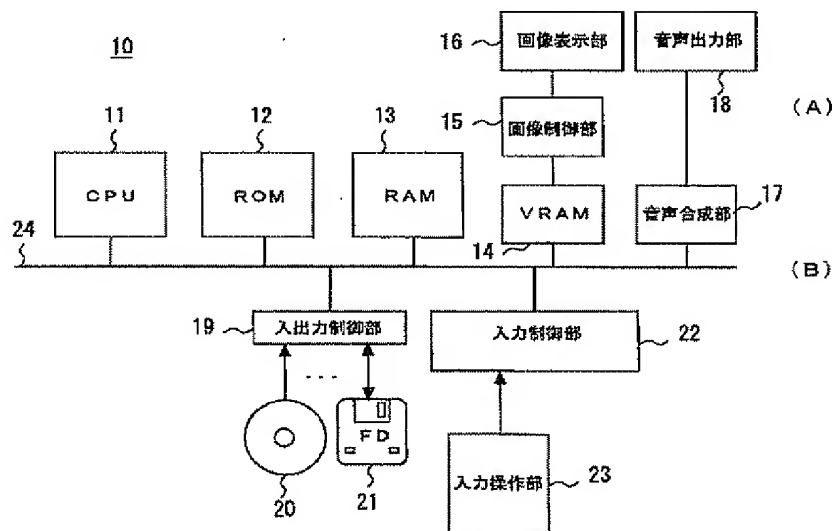 10
16
画像表示部
音声出力部
18
(A)
11
12
13
15
画像制御部
CPU
ROM
RAM
VRAM
14
音声合成部
17
24
(B)
19
入出力制御部
入力制御部
22
...
FD
20
21
入力操作部
23